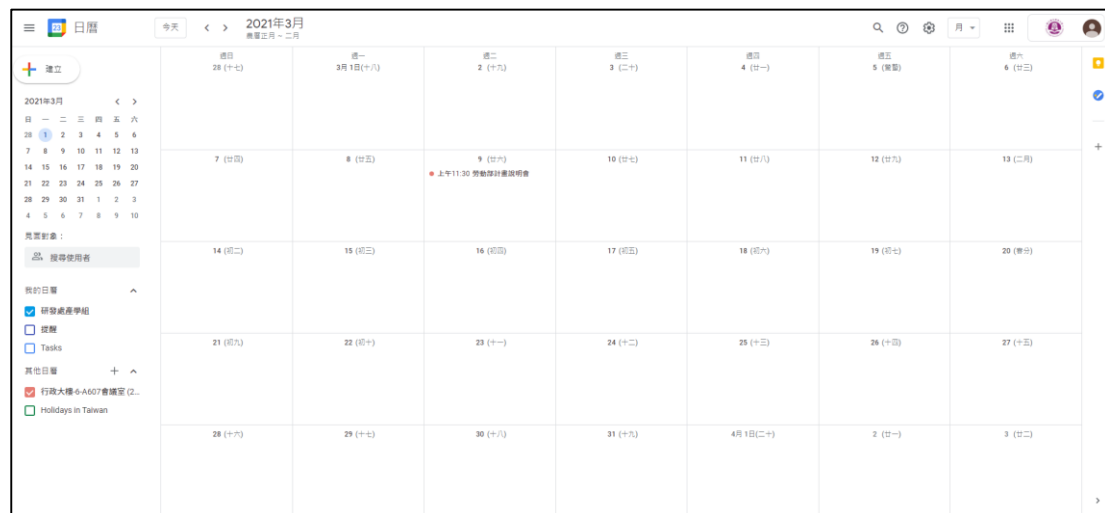 日曆
今天
2021年3月
農曆正月 ~ 二月
月
建立
2021年3月
日 一 二 三 四 五 六
28 1 2 3 4 5 6
7 8 9 10 11 12 13
14 15 16 17 18 19 20
21 22 23 24 25 26 27
28 29 30 31 1 2 3
4 5 6 7 8 9 10
見面對象：
搜尋使用者
我的日曆
研發處產學組
提醒
Tasks
其他日曆
行政大樓-6-A607會議室 (2...
Holidays in Taiwan
週日 週一 週二 週三 週四 週五 週六
28 (十七) 3月 1日(十八) 2 (十九) 3 (二十) 4 (廿一) 5 (驚蟄) 6 (廿三)
7 (廿四) 8 (廿五) 9 (廿六) 10 (廿七) 11 (廿八) 12 (廿九) 13 (二月)
上午11:30 勞動部計畫說明會
14 (初二) 15 (初三) 16 (初四) 17 (初五) 18 (初六) 19 (初七) 20 (春分)
21 (初九) 22 (初十) 23 (十一) 24 (十二) 25 (十三) 26 (十四) 27 (十五)
28 (十六) 29 (十七) 30 (十八) 31 (十九) 4月 1日(二十) 2 (廿一) 3 (廿二)